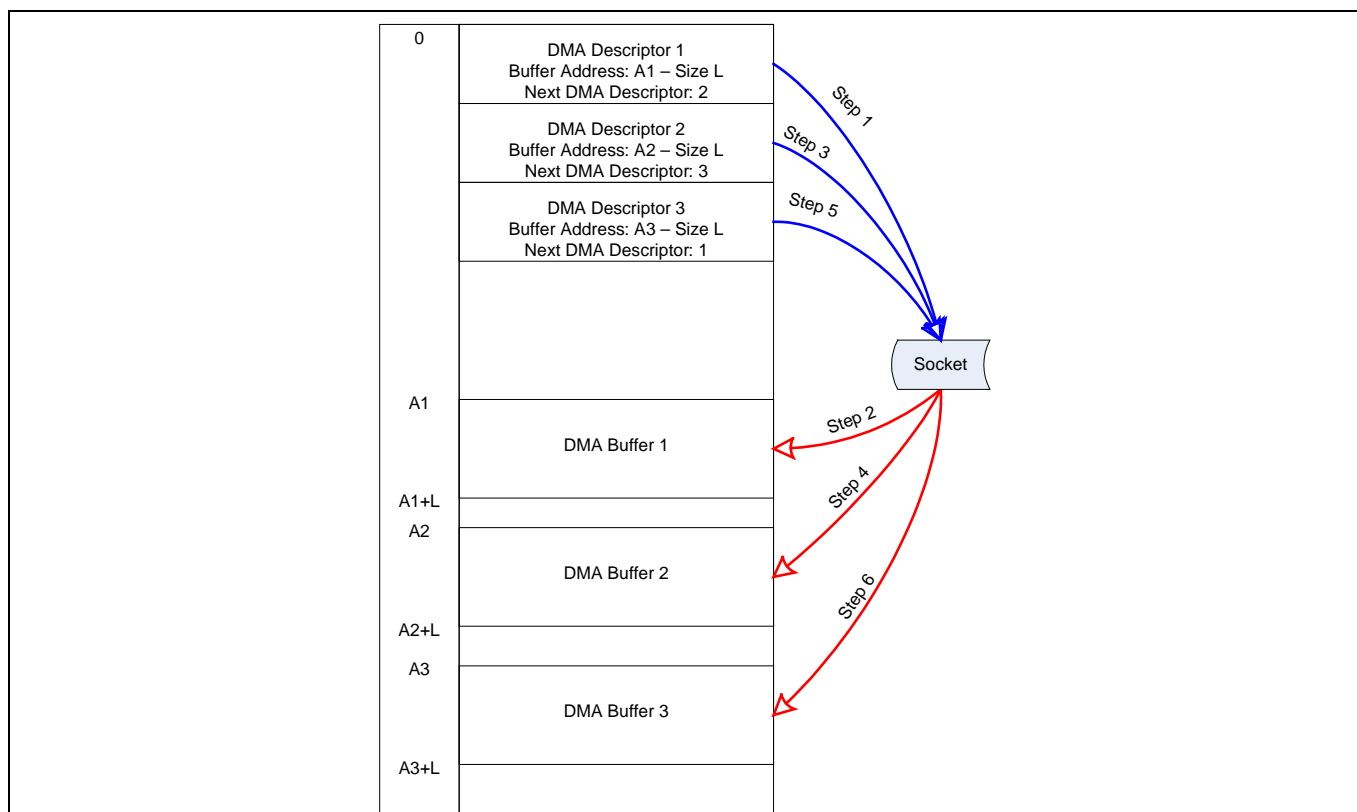 0
DMA Descriptor 1
Buffer Address: A1 – Size L
Next DMA Descriptor: 2
Step 1
DMA Descriptor 2
Buffer Address: A2 – Size L
Next DMA Descriptor: 3
Step 3
DMA Descriptor 3
Buffer Address: A3 – Size L
Next DMA Descriptor: 1
Step 5
Socket
A1
DMA Buffer 1
Step 2
A1+L
A2
DMA Buffer 2
Step 4
A2+L
A3
DMA Buffer 3
Step 6
A3+L